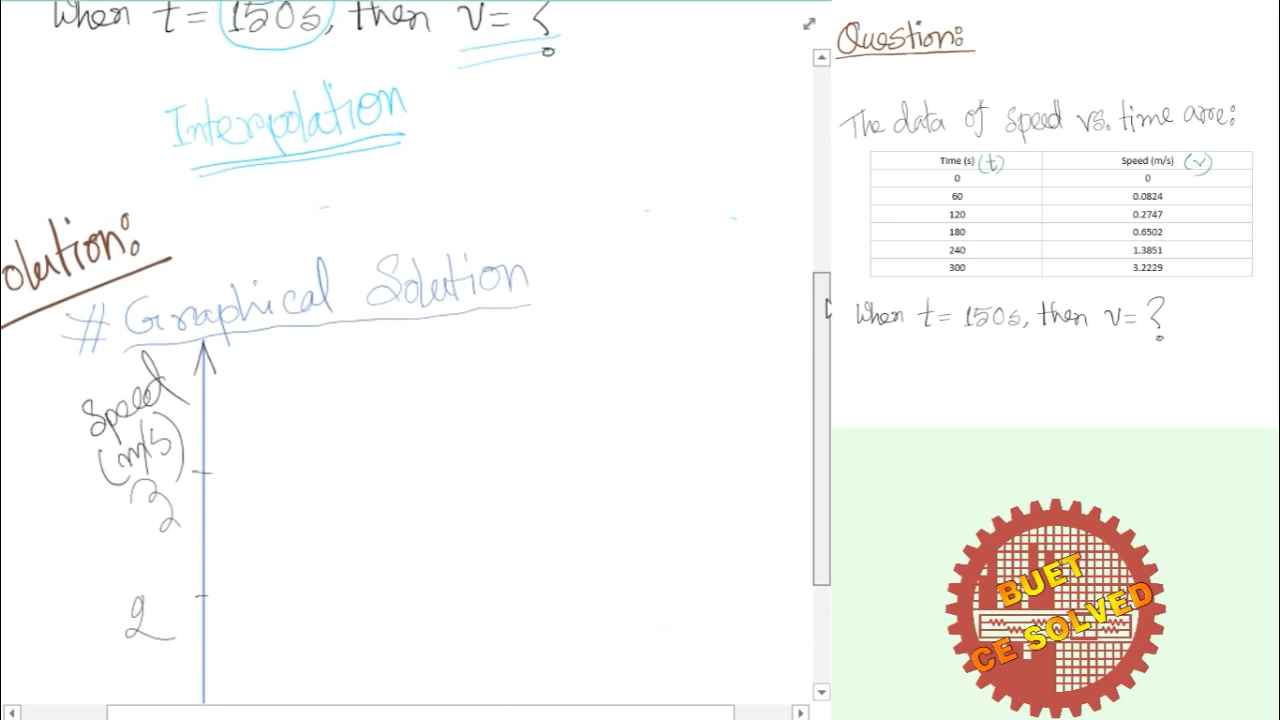 When t = 150s, then v = ?
Interpolation
olution:
# Graphical Solution
Speed
(m/s)
3
2
Question:
The data of speed vs. time are:
Time (s) (t) Speed (m/s) (v)
0 0
60 0.0824
120 0.2747
180 0.6502
240 1.3851
300 3.2229
When t = 150s, then v = ?
BUET
CE SOLVED